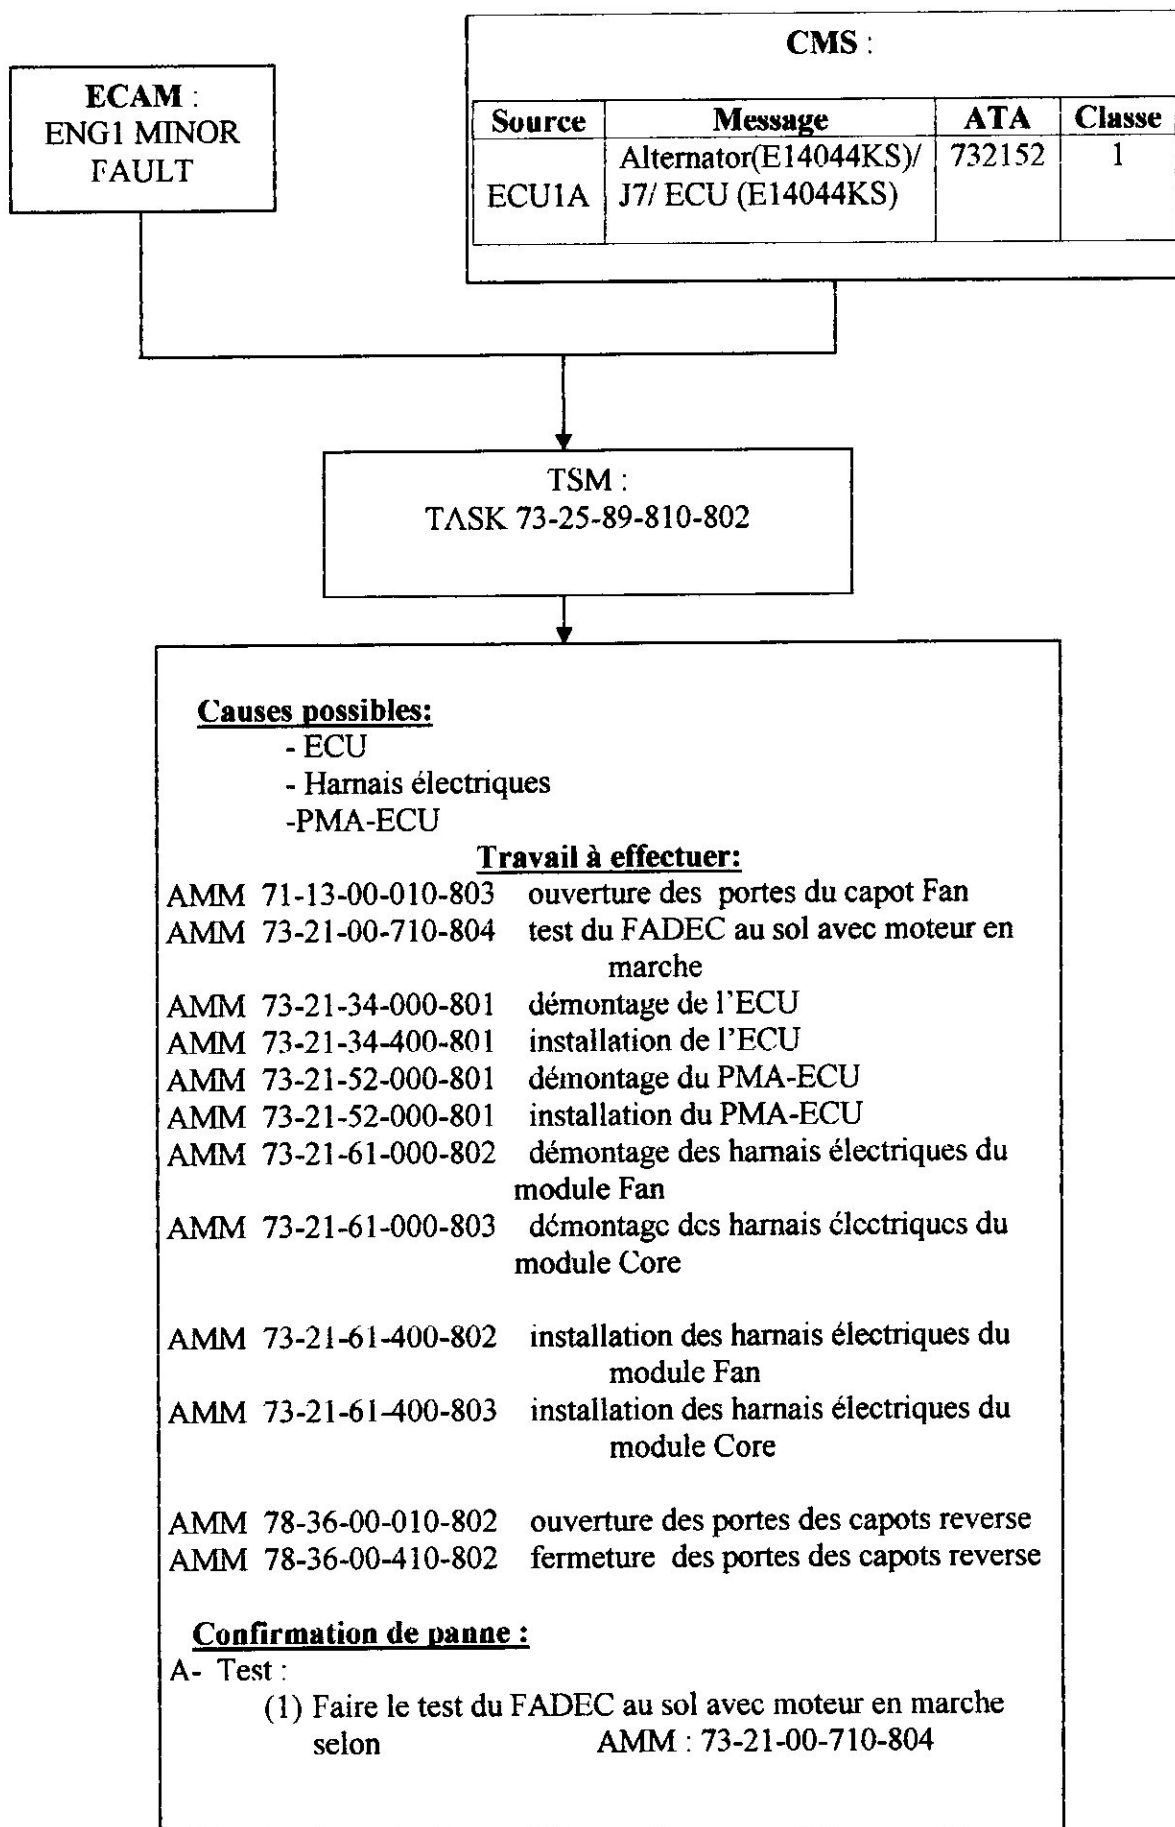 CMS :
ECAM :
ENG1 MINOR
FAULT
Source Message ATA Classe
Alternator(E14044KS)/ 732152 1
ECU1A J7/ ECU (E14044KS)
TSM :
TASK 73-25-89-810-802
Causes possibles:
- ECU
- Harnais électriques
-PMA-ECU
Travail à effectuer:
AMM 71-13-00-010-803 ouverture des portes du capot Fan
AMM 73-21-00-710-804 test du FADEC au sol avec moteur en
marche
AMM 73-21-34-000-801 démontage de l'ECU
AMM 73-21-34-400-801 installation de l'ECU
AMM 73-21-52-000-801 démontage du PMA-ECU
AMM 73-21-52-000-801 installation du PMA-ECU
AMM 73-21-61-000-802 démontage des harnais électriques du
module Fan
AMM 73-21-61-000-803 démontage des harnais électriques du
module Core
AMM 73-21-61-400-802 installation des harnais électriques du
module Fan
AMM 73-21-61-400-803 installation des harnais électriques du
module Core
AMM 78-36-00-010-802 ouverture des portes des capots reverse
AMM 78-36-00-410-802 fermeture des portes des capots reverse
Confirmation de panne :
A- Test :
(1) Faire le test du FADEC au sol avec moteur en marche
selon AMM : 73-21-00-710-804